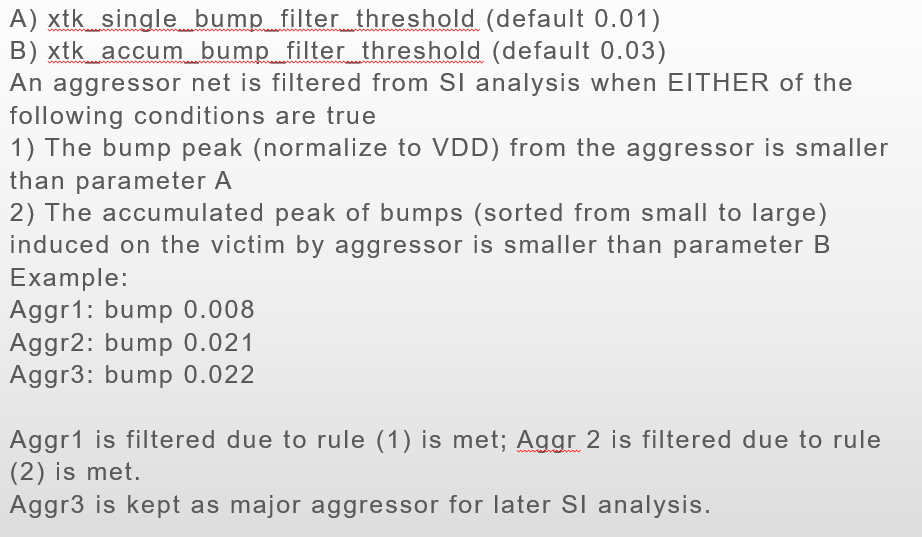 A) xtk_single_bump_filter_threshold (default 0.01)
B) xtk_accum_bump_filter_threshold (default 0.03)
An aggressor net is filtered from SI analysis when EITHER of the
following conditions are true
1) The bump peak (normalize to VDD) from the aggressor is smaller
than parameter A
2) The accumulated peak of bumps (sorted from small to large)
induced on the victim by aggressor is smaller than parameter B
Example:
Aggr1: bump 0.008
Aggr2: bump 0.021
Aggr3: bump 0.022
Aggr1 is filtered due to rule (1) is met; Aggr 2 is filtered due to rule
(2) is met.
Aggr3 is kept as major aggressor for later SI analysis.